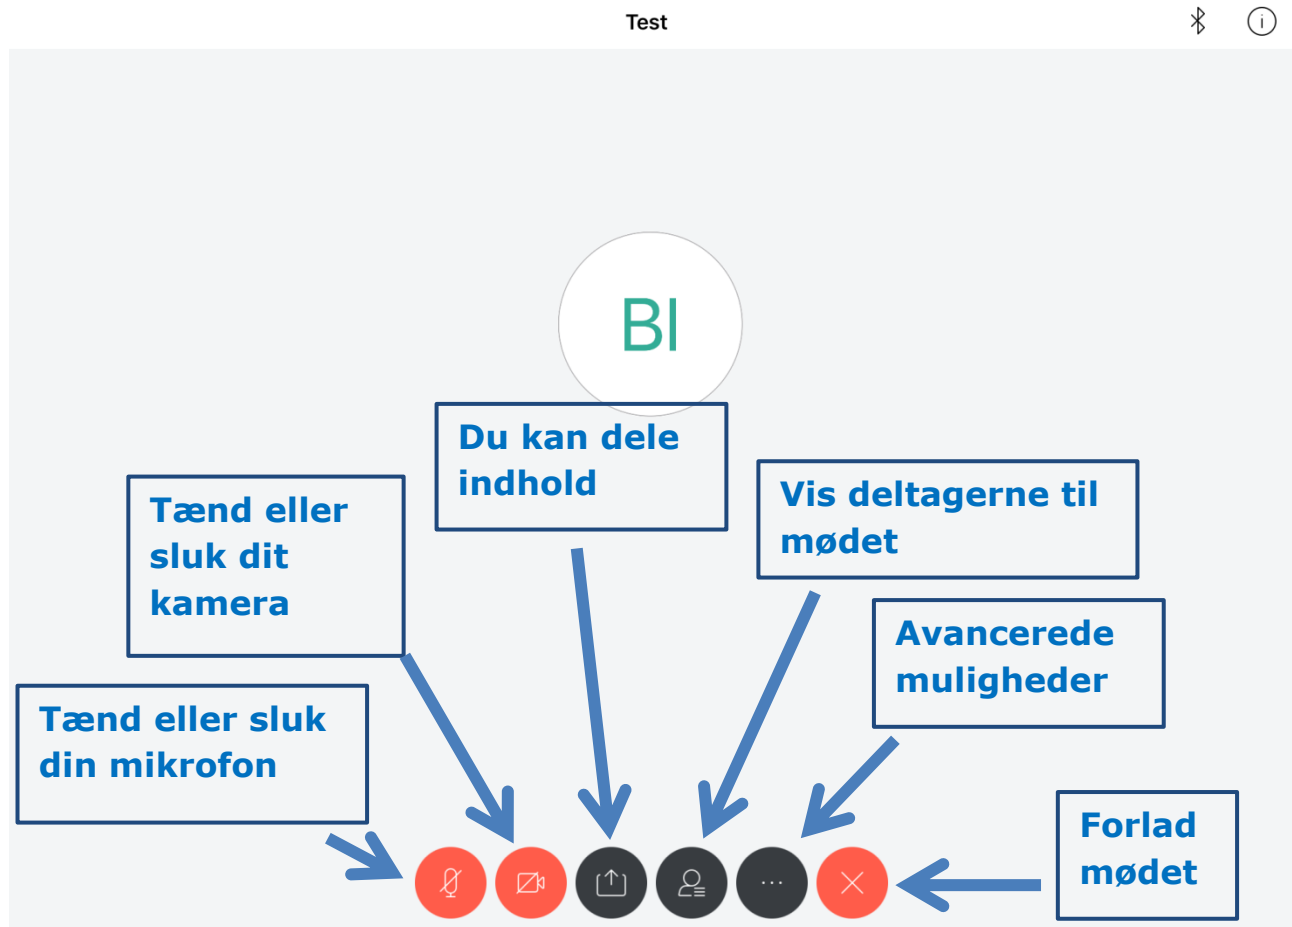 Test
BI
Du kan dele
indhold
Vis deltagerne til
mødet
Tænd eller
sluk dit
kamera
Avancerede
muligheder
Tænd eller sluk
din mikrofon
Forlad
mødet